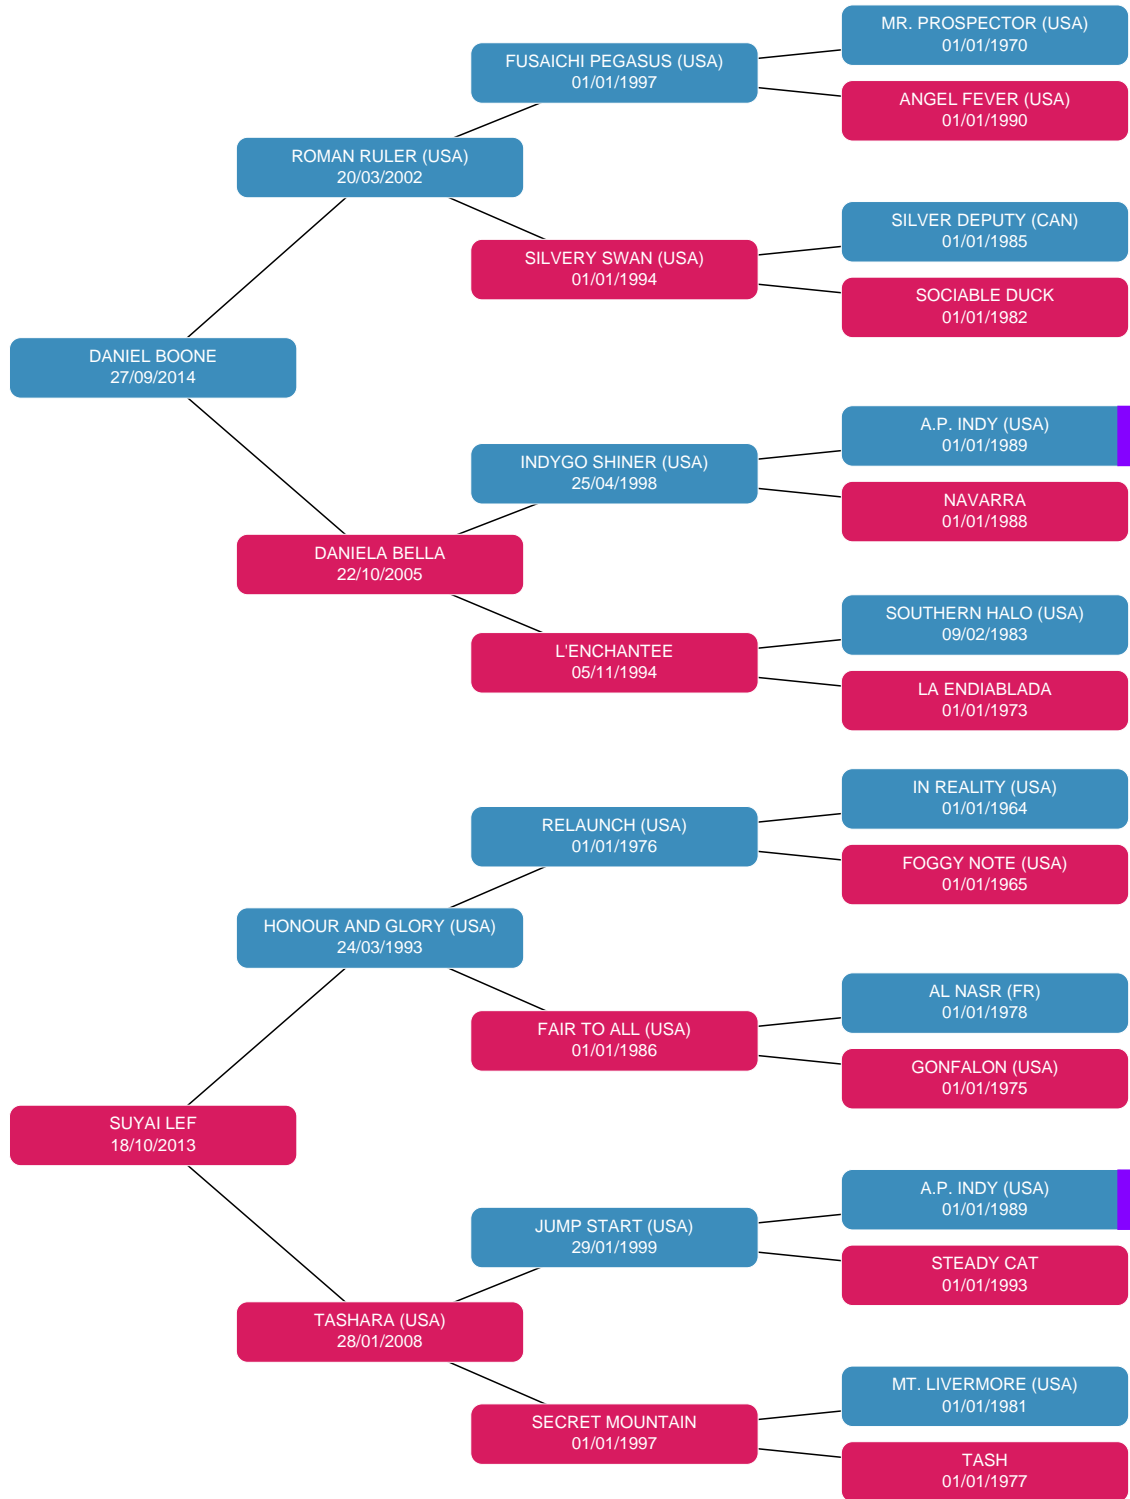 MR. PROSPECTOR (USA)
01/01/1970
FUSAICHI PEGASUS (USA)
01/01/1997
ANGEL FEVER (USA)
01/01/1990
ROMAN RULER (USA)
20/03/2002
SILVER DEPUTY (CAN)
01/01/1985
SILVERY SWAN (USA)
01/01/1994
SOCIABLE DUCK
01/01/1982
DANIEL BOONE
27/09/2014
A.P. INDY (USA)
01/01/1989
INDYGO SHINER (USA)
25/04/1998
NAVARRA
01/01/1988
DANIELA BELLA
22/10/2005
SOUTHERN HALO (USA)
09/02/1983
L'ENCHANTEE
05/11/1994
LA ENDIABLADA
01/01/1973
IN REALITY (USA)
01/01/1964
RELAUNCH (USA)
01/01/1976
FOGGY NOTE (USA)
01/01/1965
HONOUR AND GLORY (USA)
24/03/1993
AL NASR (FR)
01/01/1978
FAIR TO ALL (USA)
01/01/1986
GONFALON (USA)
01/01/1975
SUYAI LEF
18/10/2013
A.P. INDY (USA)
01/01/1989
JUMP START (USA)
29/01/1999
STEADY CAT
01/01/1993
TASHARA (USA)
28/01/2008
MT. LIVERMORE (USA)
01/01/1981
SECRET MOUNTAIN
01/01/1997
TASH
01/01/1977